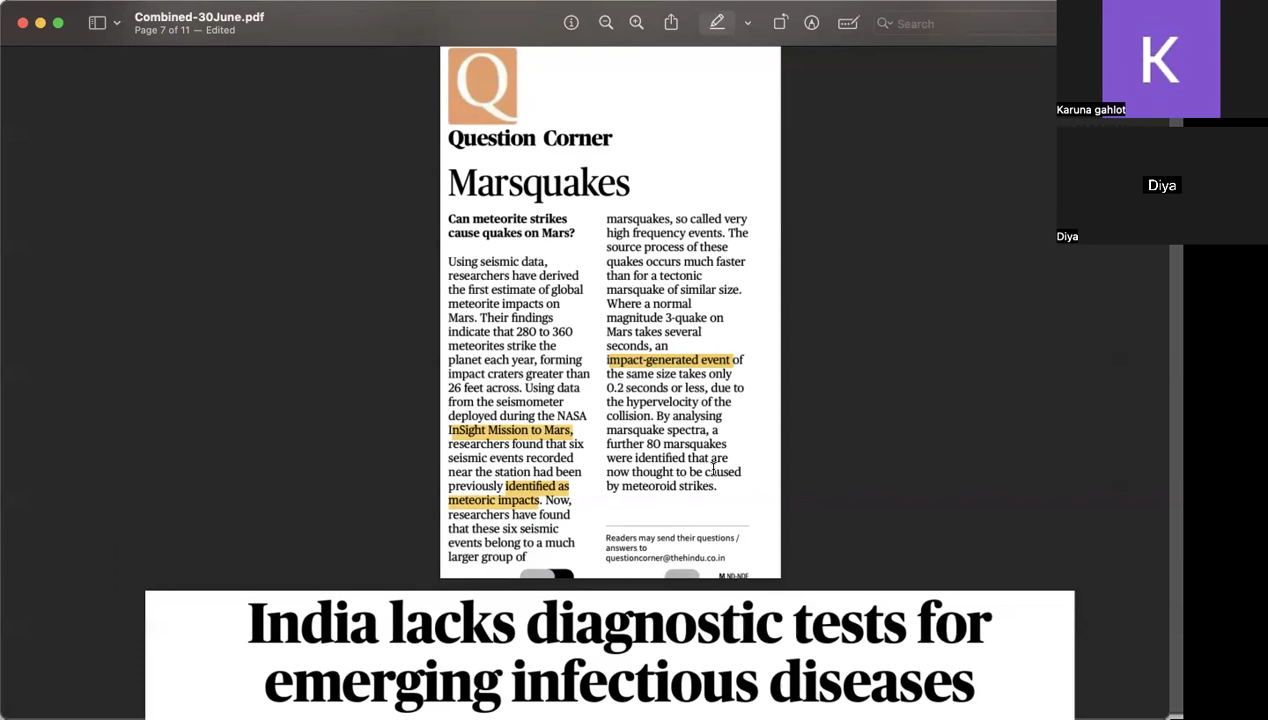 Combined-30June.pdf
Page 7 of 11 — Edited
Search
K
Karuna gahlot
Diya
Diya
Q
Question Corner
Marsquakes
Can meteorite strikes
cause quakes on Mars?
Using seismic data,
researchers have derived
the first estimate of global
meteorite impacts on
Mars. Their findings
indicate that 280 to 360
meteorites strike the
planet each year, forming
impact craters greater than
26 feet across. Using data
from the seismometer
deployed during the NASA
InSight Mission to Mars,
researchers found that six
seismic events recorded
near the station had been
previously identified as
meteoric impacts. Now,
researchers have found
that these six seismic
events belong to a much
larger group of
marsquakes, so called very
high frequency events. The
source process of these
quakes occurs much faster
than for a tectonic
marsquake of similar size.
Where a normal
magnitude 3-quake on
Mars takes several
seconds, an
impact-generated event of
the same size takes only
0.2 seconds or less, due to
the hypervelocity of the
collision. By analysing
marsquake spectra, a
further 80 marsquakes
were identified that are
now thought to be caused
by meteoroid strikes.
Readers may send their questions /
answers to
questioncorner@thehindu.co.in
M ND-NDE
India lacks diagnostic tests for
emerging infectious diseases